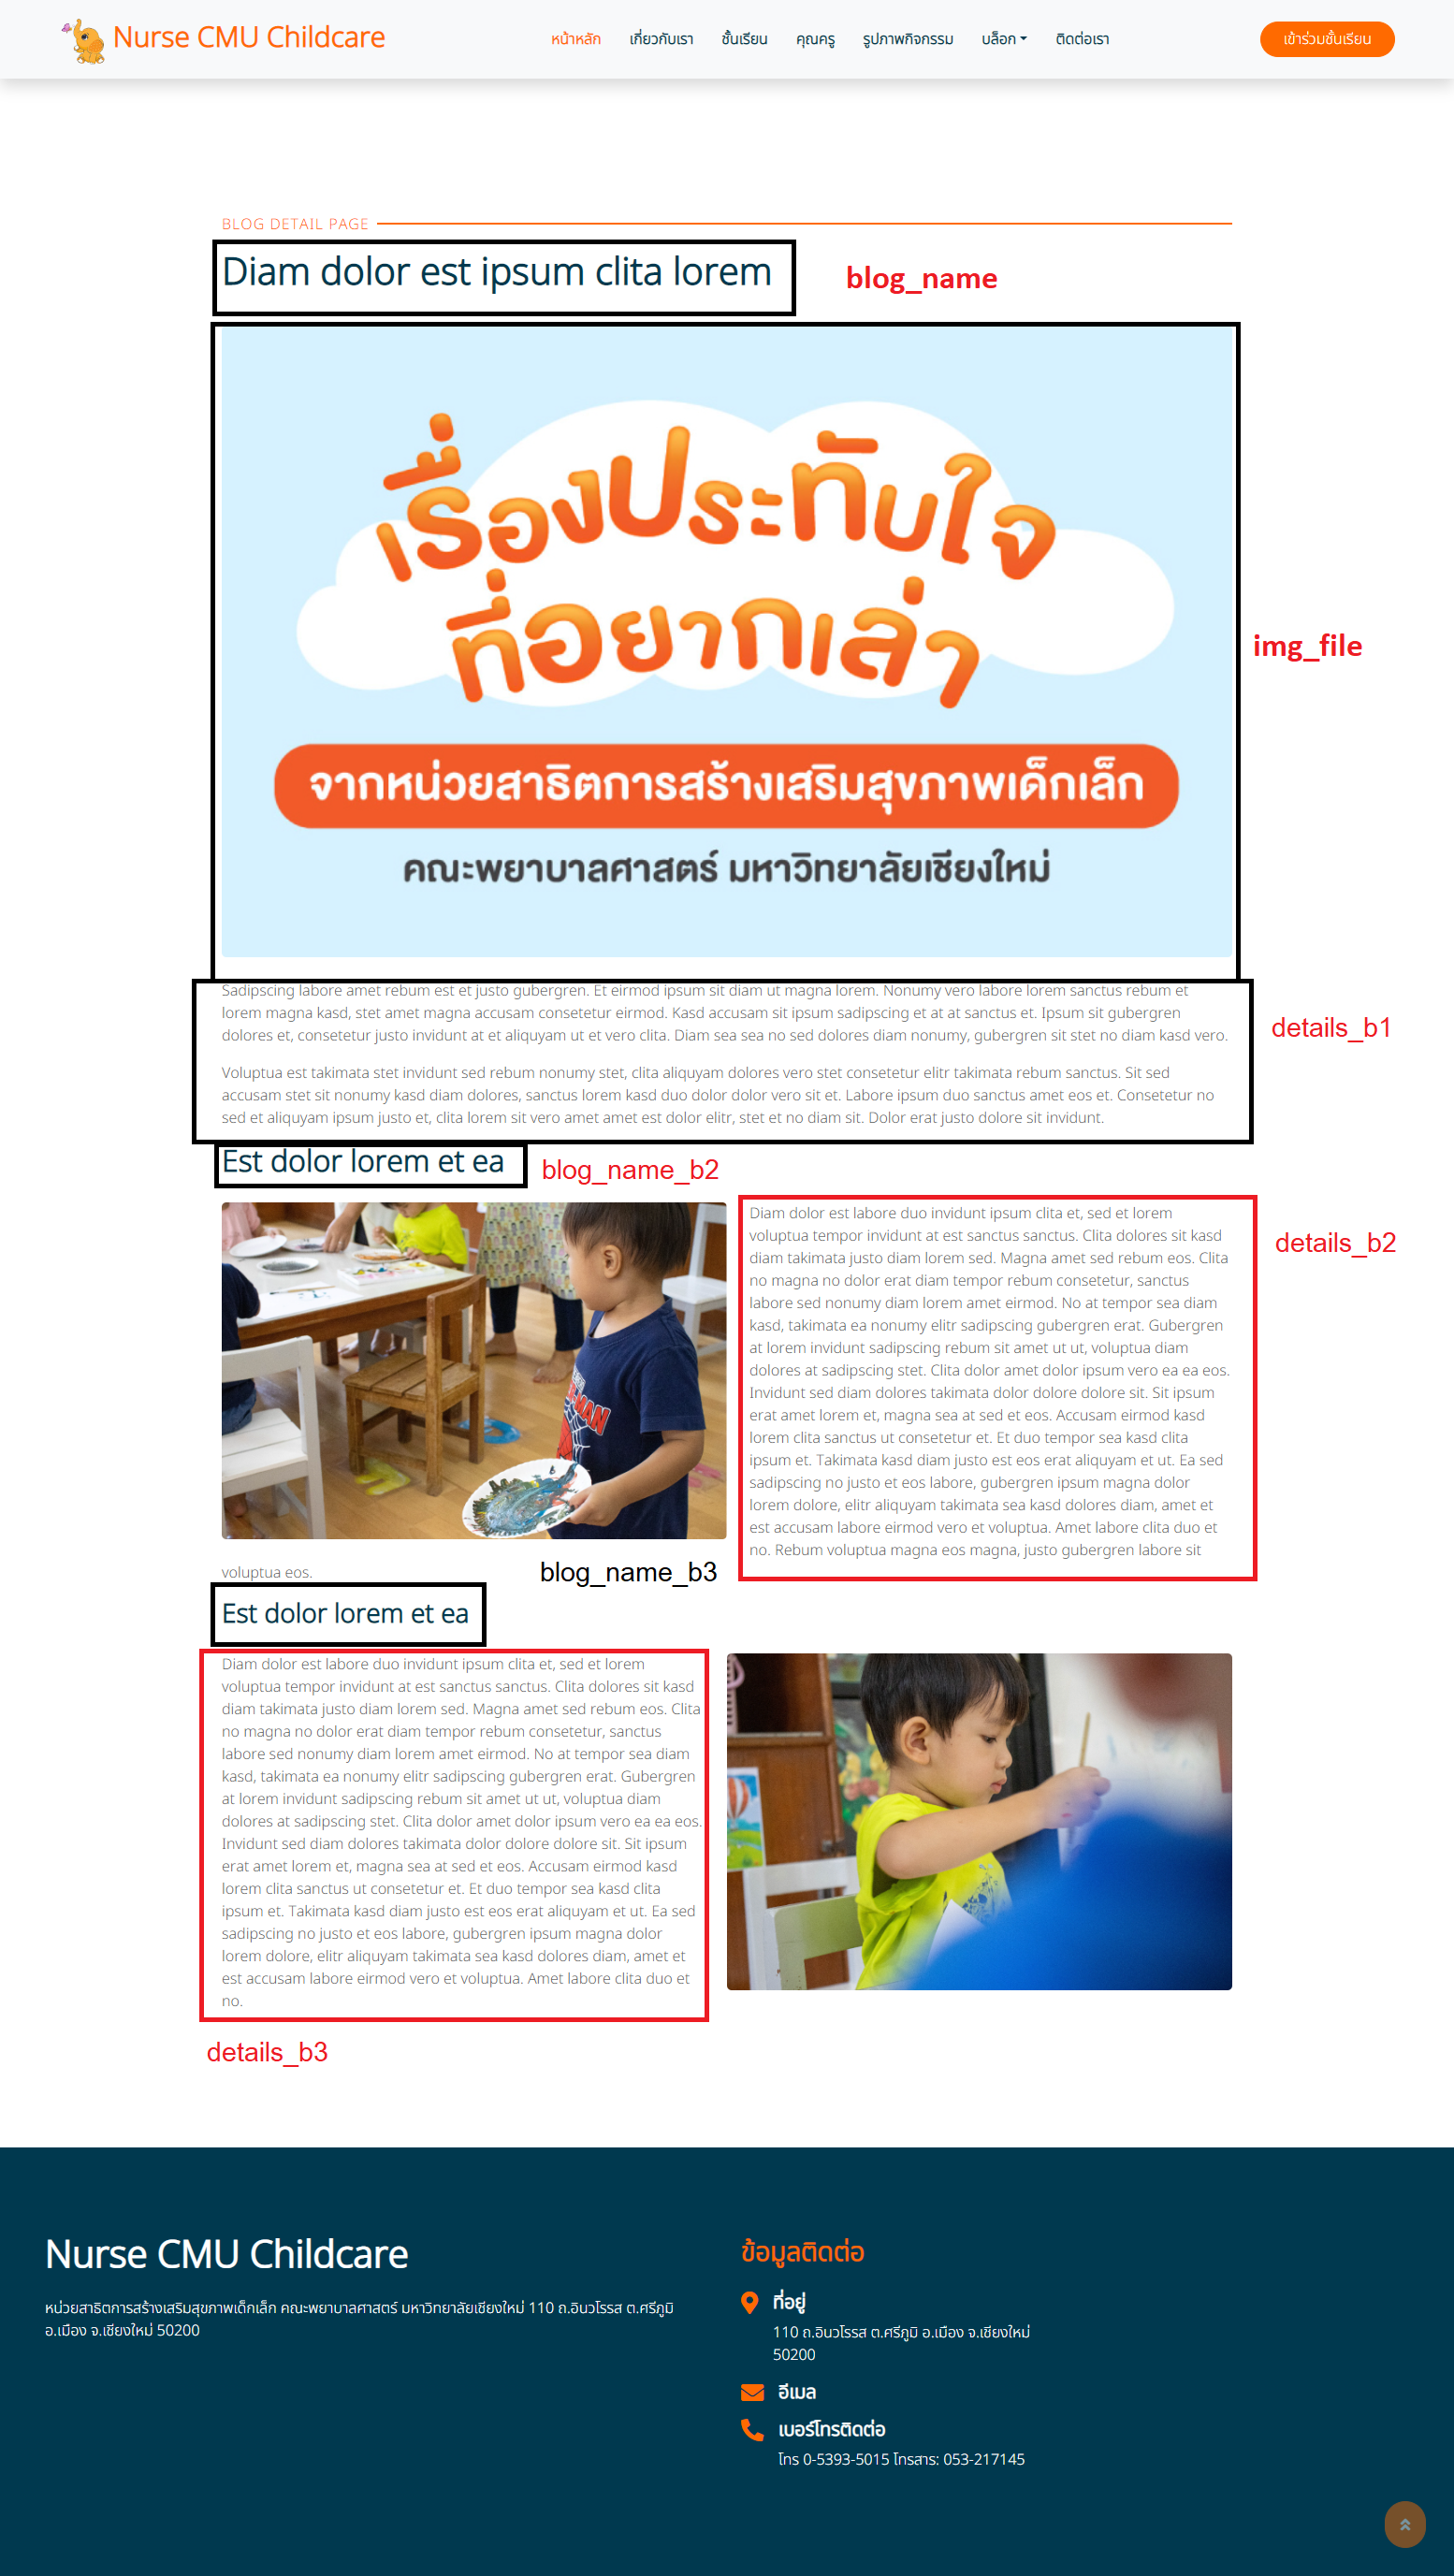 Nurse CMU Childcare
หน้าหลัก เกี่ยวกับเรา ชั้นเรียน คุณครู รูปภาพกิจกรรม บล็อก ติดต่อเรา
เข้าร่วมชั้นเรียน
BLOG DETAIL PAGE
Diam dolor est ipsum clita lorem
blog_name
เรื่องประทับใจ
ที่อยากเล่า
img_file
จากหน่วยสาธิตการสร้างเสริมสุขภาพเด็กเล็ก
คณะพยาบาลศาสตร์ มหาวิทยาลัยเชียงใหม่
Sadipscing labore amet rebum est et justo gubergren. Et eirmod ipsum sit diam ut magna lorem. Nonumy vero labore lorem sanctus rebum et
lorem magna kasd, stet amet magna accusam consetetur eirmod. Kasd accusam sit ipsum sadipscing et at at sanctus et. Ipsum sit gubergren
dolores et, consetetur justo invidunt at et aliquyam ut et vero clita. Diam sea sea no sed dolores diam nonumy, gubergren sit stet no diam kasd vero.
details_b1
Voluptua est takimata stet invidunt sed rebum nonumy stet, clita aliquyam dolores vero stet consetetur elitr takimata rebum sanctus. Sit sed
accusam stet sit nonumy kasd diam dolores, sanctus lorem kasd duo dolor dolor vero sit et. Labore ipsum duo sanctus amet eos et. Consetetur no
sed et aliquyam ipsum justo et, clita lorem sit vero amet amet est dolor elitr, stet et no diam sit. Dolor erat justo dolore sit invidunt.
Est dolor lorem et ea
blog_name_b2
Diam dolor est labore duo invidunt ipsum clita et, sed et lorem
voluptua tempor invidunt at est sanctus sanctus. Clita dolores sit kasd
diam takimata justo diam lorem sed. Magna amet sed rebum eos. Clita
no magna no dolor erat diam tempor rebum consetetur, sanctus
labore sed nonumy diam lorem amet eirmod. No at tempor sea diam
kasd, takimata ea nonumy elitr sadipscing gubergren erat. Gubergren
at lorem invidunt sadipscing rebum sit amet ut ut, voluptua diam
dolores at sadipscing stet. Clita dolor amet dolor ipsum vero ea ea eos.
Invidunt sed diam dolores takimata dolor dolore dolore sit. Sit ipsum
erat amet lorem et, magna sea at sed et eos. Accusam eirmod kasd
lorem clita sanctus ut consetetur et. Et duo tempor sea kasd clita
ipsum et. Takimata kasd diam justo est eos erat aliquyam et ut. Ea sed
sadipscing no justo et eos labore, gubergren ipsum magna dolor
lorem dolore, elitr aliquyam takimata sea kasd dolores diam, amet et
est accusam labore eirmod vero et voluptua. Amet labore clita duo et
no. Rebum voluptua magna eos magna, justo gubergren labore sit
details_b2
voluptua eos.
blog_name_b3
Est dolor lorem et ea
Diam dolor est labore duo invidunt ipsum clita et, sed et lorem
voluptua tempor invidunt at est sanctus sanctus. Clita dolores sit kasd
diam takimata justo diam lorem sed. Magna amet sed rebum eos. Clita
no magna no dolor erat diam tempor rebum consetetur, sanctus
labore sed nonumy diam lorem amet eirmod. No at tempor sea diam
kasd, takimata ea nonumy elitr sadipscing gubergren erat. Gubergren
at lorem invidunt sadipscing rebum sit amet ut ut, voluptua diam
dolores at sadipscing stet. Clita dolor amet dolor ipsum vero ea ea eos.
Invidunt sed diam dolores takimata dolor dolore dolore sit. Sit ipsum
erat amet lorem et, magna sea at sed et eos. Accusam eirmod kasd
lorem clita sanctus ut consetetur et. Et duo tempor sea kasd clita
ipsum et. Takimata kasd diam justo est eos erat aliquyam et ut. Ea sed
sadipscing no justo et eos labore, gubergren ipsum magna dolor
lorem dolore, elitr aliquyam takimata sea kasd dolores diam, amet et
est accusam labore eirmod vero et voluptua. Amet labore clita duo et
no.
details_b3
Nurse CMU Childcare
หน่วยสาธิตการสร้างเสริมสุขภาพเด็กเล็ก คณะพยาบาลศาสตร์ มหาวิทยาลัยเชียงใหม่ 110 ถ.อินวโรรส ต.ศรีภูมิ
อ.เมือง จ.เชียงใหม่ 50200
ข้อมูลติดต่อ
ที่อยู่
110 ถ.อินวโรรส ต.ศรีภูมิ อ.เมือง จ.เชียงใหม่
50200
อีเมล
เบอร์โทรติดต่อ
โทร 0-5393-5015 โทรสาร: 053-217145